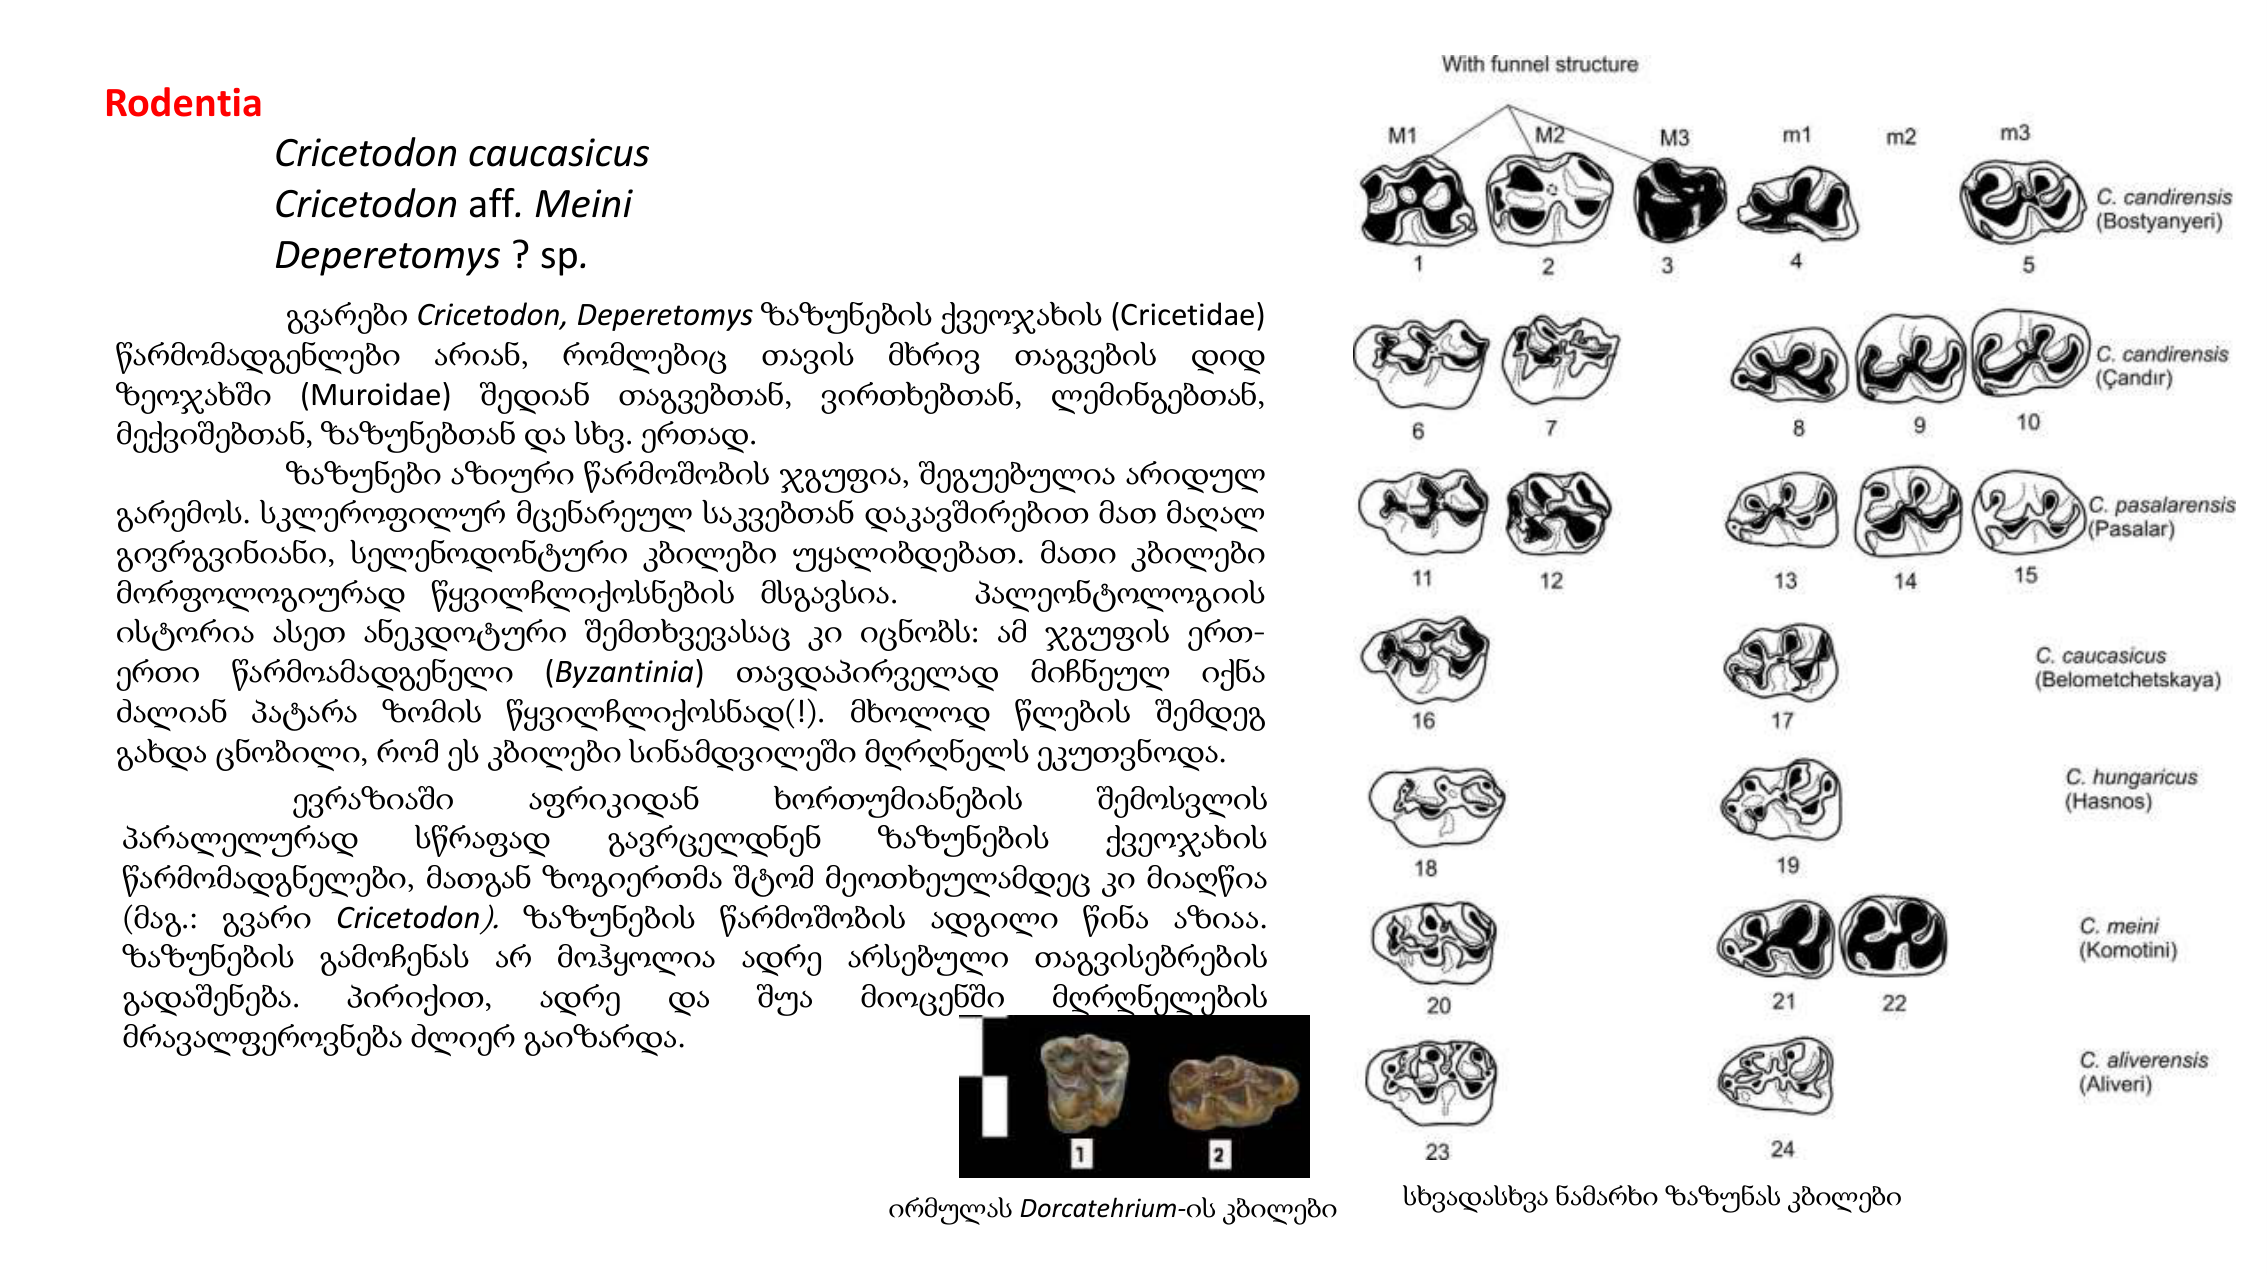 Rodentia
Cricetodon caucasicus
Cricetodon aff. Meini
Deperetomys ? sp.
გვარები Cricetodon, Deperetomys ზაზუნების ქვეოჯახის (Cricetidae)
წარმომადგენლები არიან, რომლებიც თავის მხრივ თაგვების დიდ
ზეოჯახში (Muroidae) შედიან თაგვებთან, ვირთხებთან, ლემინგებთან,
მექვიშებთან, ზაზუნებთან და სხვ. ერთად.
ზაზუნები აზიური წარმოშობის ჯგუფია, შეგუებულია არიდულ
გარემოს. სკლეროფილურ მცენარეულ საკვებთან დაკავშირებით მათ მაღალ
გივრგვინიანი, სელენოდონტური კბილები უყალიბდებათ. მათი კბილები
მორფოლოგიურად წყვილჩლიქოსნების მსგავსია. პალეონტოლოგიის
ისტორია ასეთ ანეკდოტური შემთხვევასაც კი იცნობს: ამ ჯგუფის ერთ-
ერთი წარმოამადგენელი (Byzantinia) თავდაპირველად მიჩნეულ იქნა
ძალიან პატარა ზომის წყვილჩლიქოსნად(!). მხოლოდ წლების შემდეგ
გახდა ცნობილი, რომ ეს კბილები სინამდვილეში მღრღნელს ეკუთვნოდა.
ევრაზიაში აფრიკიდან ხორთუმიანების შემოსვლის
პარალელურად სწრაფად გავრცელდნენ ზაზუნების ქვეოჯახის
წარმომადგნელები, მათგან ზოგიერთმა შტომ მეოთხეულამდეც კი მიაღწია
(მაგ.: გვარი Cricetodon). ზაზუნების წარმოშობის ადგილი წინა აზიაა.
ზაზუნების გამოჩენას არ მოჰყოლია ადრე არსებული თაგვისებრების
გადაშენება. პირიქით, ადრე და შუა მიოცენში მღრღნელების
მრავალფეროვნება ძლიერ გაიზარდა.
1 2
ირმულას Dorcatehrium-ის კბილები
With funnel structure
M1 M2 M3 m1 m2 m3
C. candirensis
(Bostyanyeri)
1 2 3 4 5
C. candirensis
(Çandır)
6 7 8 9 10
C. pasalarensis
(Pasalar)
11 12 13 14 15
C. caucasicus
(Belometchetskaya)
16 17
C. hungaricus
(Hasnos)
18 19
C. meini
(Komotini)
20 21 22
C. aliverensis
(Aliveri)
23 24
სხვადასხვა ნამარხი ზაზუნას კბილები